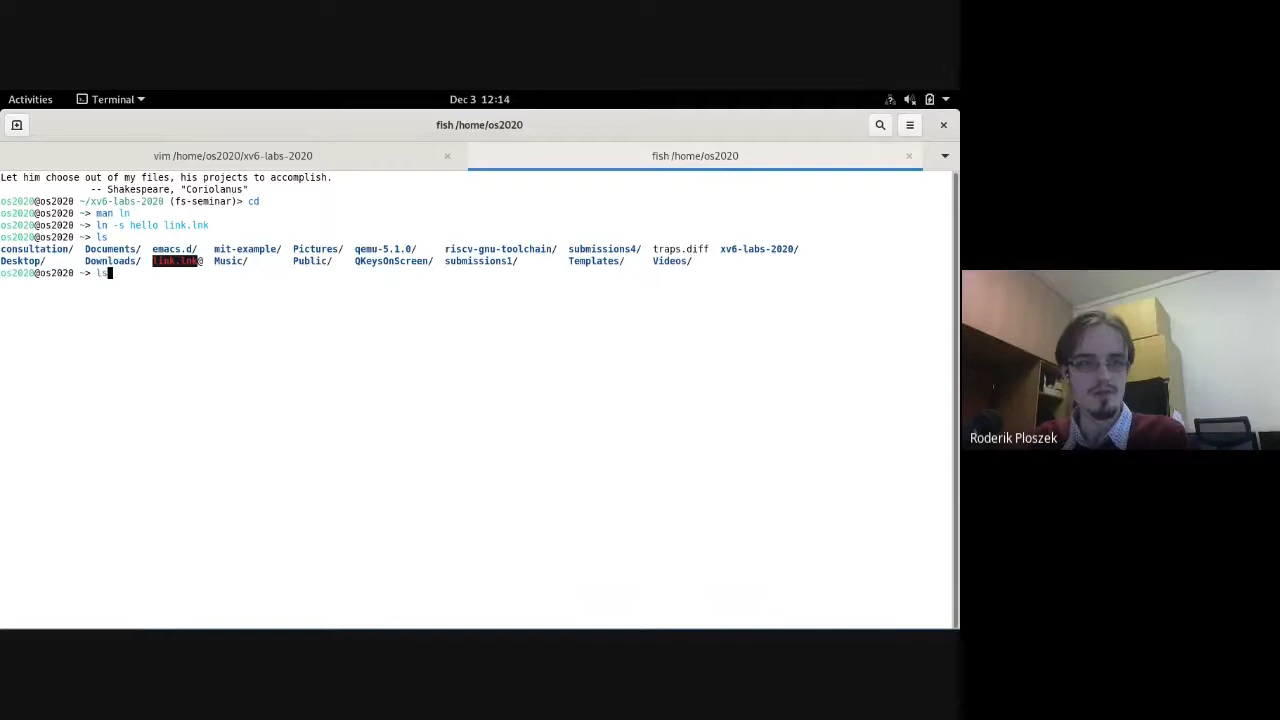 Activities Terminal Dec 3 12:14
fish /home/os2020
vim /home/os2020/xv6-labs-2020 × fish /home/os2020 ×
Let him choose out of my files, his projects to accomplish.
-- Shakespeare, "Coriolanus"
os2020@os2020 ~/xv6-labs-2020 (fs-seminar)> cd
os2020@os2020 ~> man ln
os2020@os2020 ~> ln -s hello link.lnk
os2020@os2020 ~> ls
consultation/ Documents/ emacs.d/ mit-example/ Pictures/ qemu-5.1.0/ riscv-gnu-toolchain/ submissions4/ traps.diff xv6-labs-2020/
Desktop/ Downloads/ link.lnk@ Music/ Public/ QKeysOnScreen/ submissions1/ Templates/ Videos/
os2020@os2020 ~> ls
Roderik Ploszek